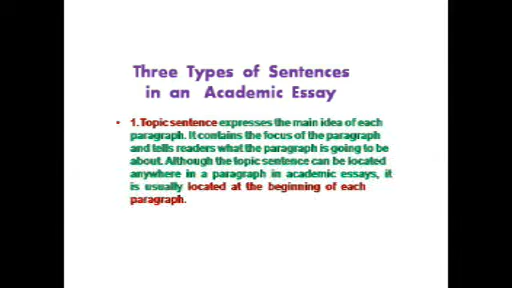 Three Types of Sentences
in an Academic Essay
• 1.Topic sentence expresses the main idea of each
paragraph. It contains the focus of the paragraph
and tells readers what the paragraph is going to be
about. Although the topic sentence can be located
anywhere in a paragraph in academic essays, it
is usually located at the beginning of each
paragraph.